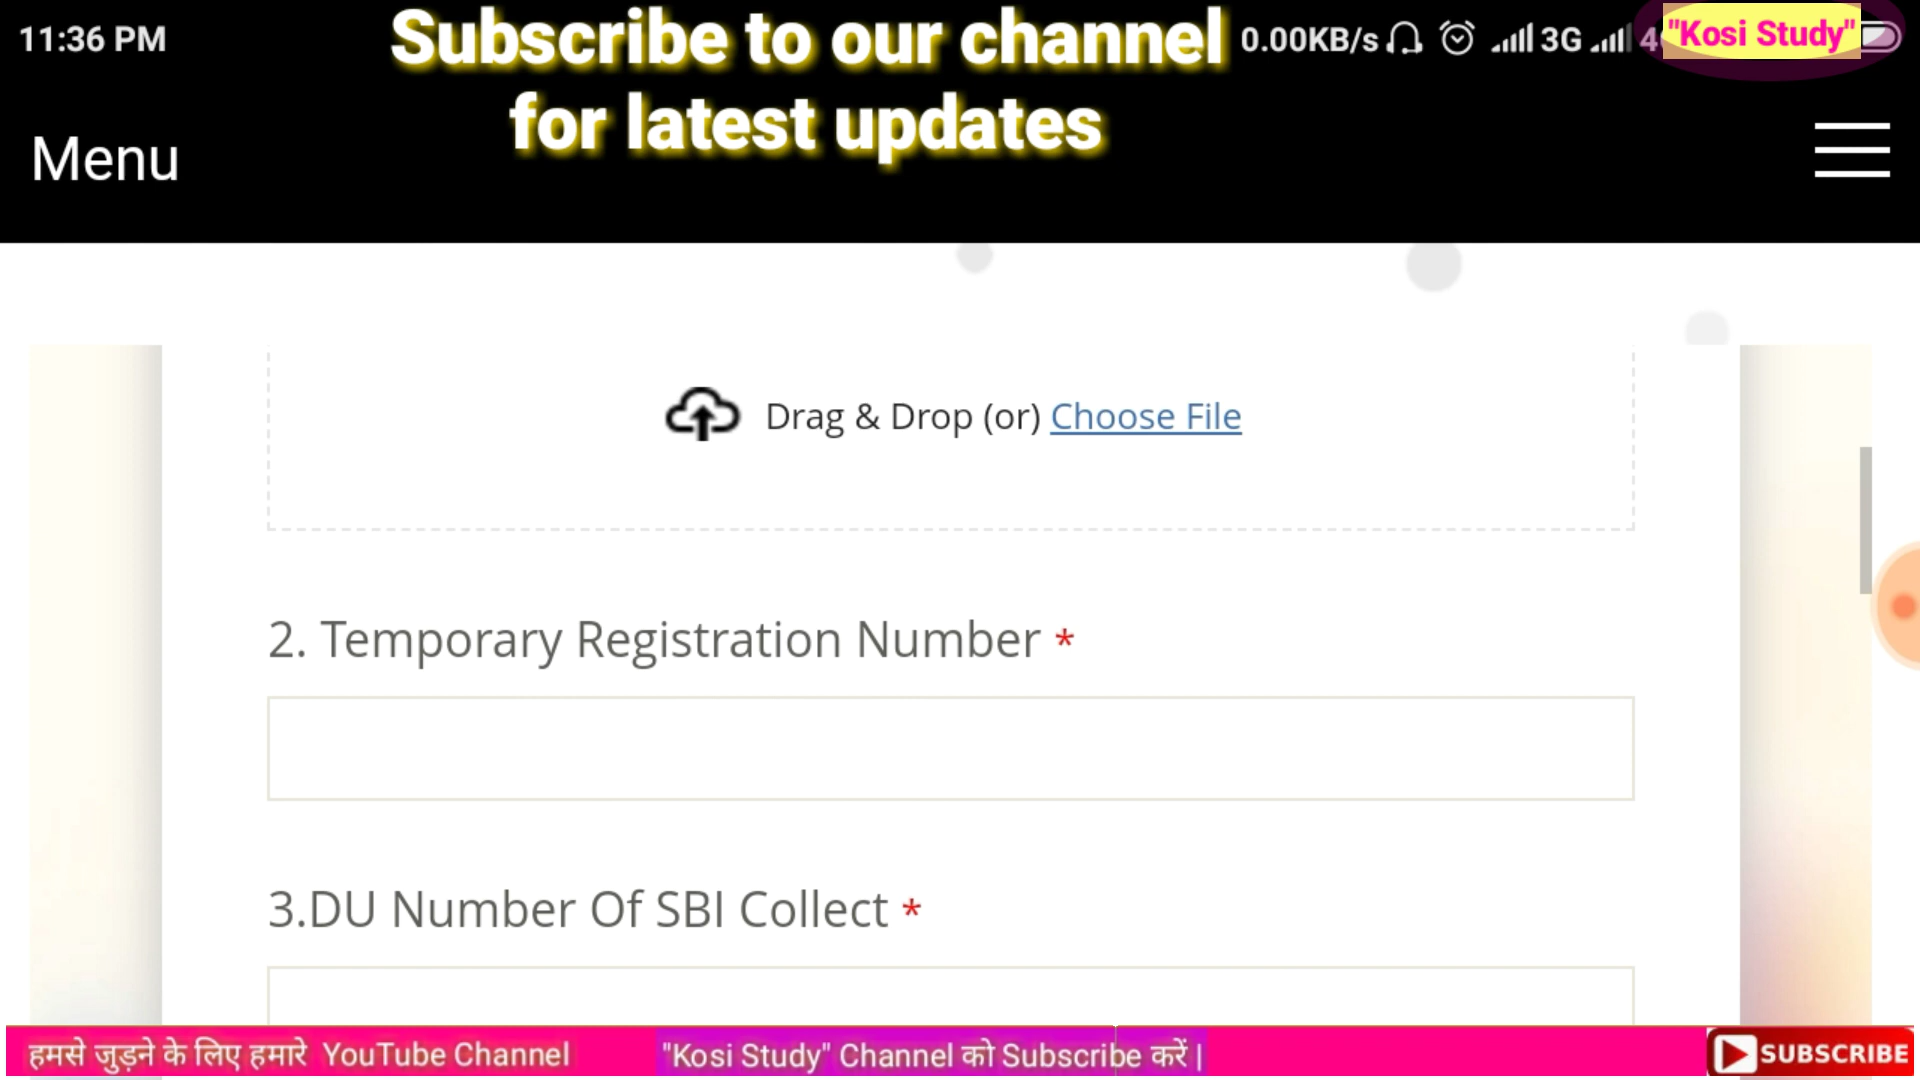 11:36 PM
Subscribe to our channel
for latest updates
0.00KB/s 3G 4
"Kosi Study"
Menu
Drag & Drop (or) Choose File
2. Temporary Registration Number *
3.DU Number Of SBI Collect *
हमसे जुड़ने के लिए हमारे YouTube Channel
"Kosi Study" Channel को Subscribe करें |
SUBSCRIBE